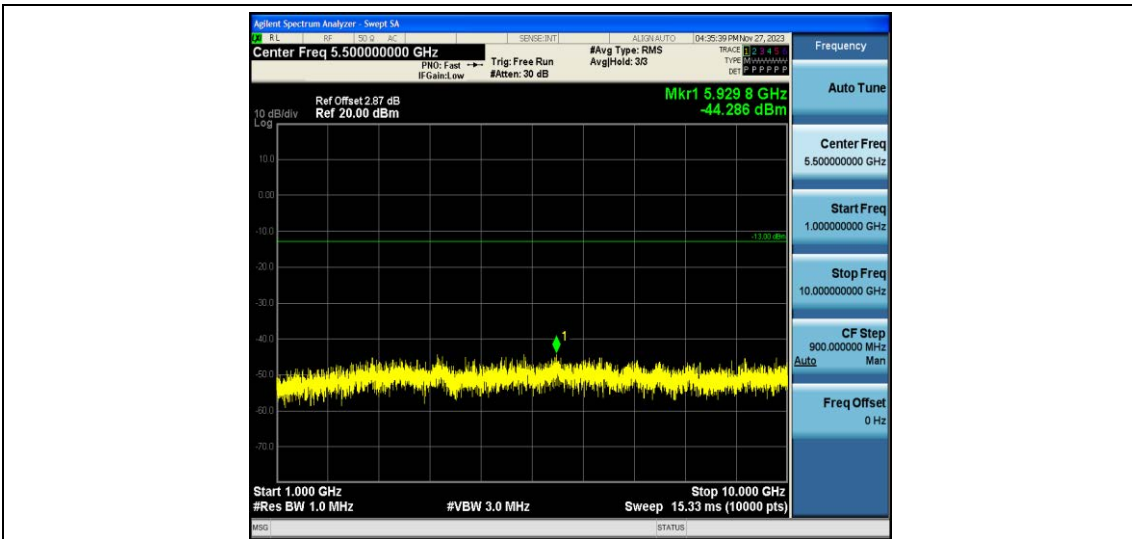 Agilent Spectrum Analyzer - Swept SA
RL RF 50 Ω AC SENSE:INT ALIGN AUTO 04:35:39 PM Nov 27, 2023
Center Freq 5.500000000 GHz
PNO: Fast
IFGain:Low
Trig: Free Run
#Atten: 30 dB
#Avg Type: RMS
Avg|Hold: 3/3
TRACE 1 2 3 4 5 6
TYPE M
DET P P P P P P
Ref Offset 2.87 dB
10 dB/div Ref 20.00 dBm
Log
Mkr1 5.929 8 GHz
-44.286 dBm
10.0
0.00
-10.0
-13.00 dBm
-20.0
-30.0
-40.0
1
-50.0
-60.0
-70.0
Start 1.000 GHz Stop 10.000 GHz
#Res BW 1.0 MHz #VBW 3.0 MHz Sweep 15.33 ms (10000 pts)
MSG STATUS
Frequency
Auto Tune
Center Freq
5.500000000 GHz
Start Freq
1.000000000 GHz
Stop Freq
10.000000000 GHz
CF Step
900.000000 MHz
Auto Man
Freq Offset
0 Hz